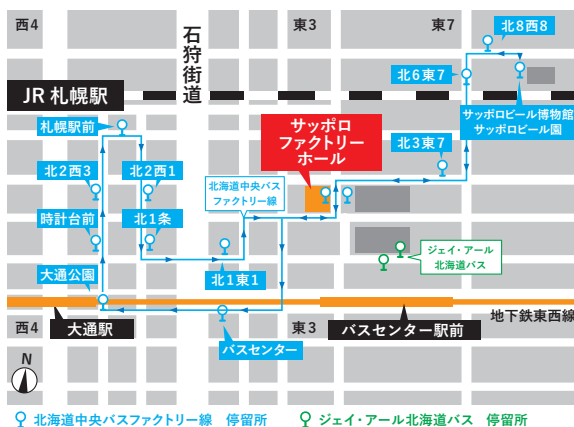 西4
石狩街道
東3
東7
北8西8
北6東7
JR 札幌駅
サッポロビール博物館
サッポロビール園
札幌駅前
サッポロ
ファクトリー
ホール
北3東7
北2西3
北2西1
北海道中央バス
ファクトリー線
時計台前
北1条
北1東1
ジェイ・アール
北海道バス
大通公園
地下鉄東西線
西4
大通駅
東3
バスセンター駅前
バスセンター
N
北海道中央バスファクトリー線 停留所
ジェイ・アール北海道バス 停留所